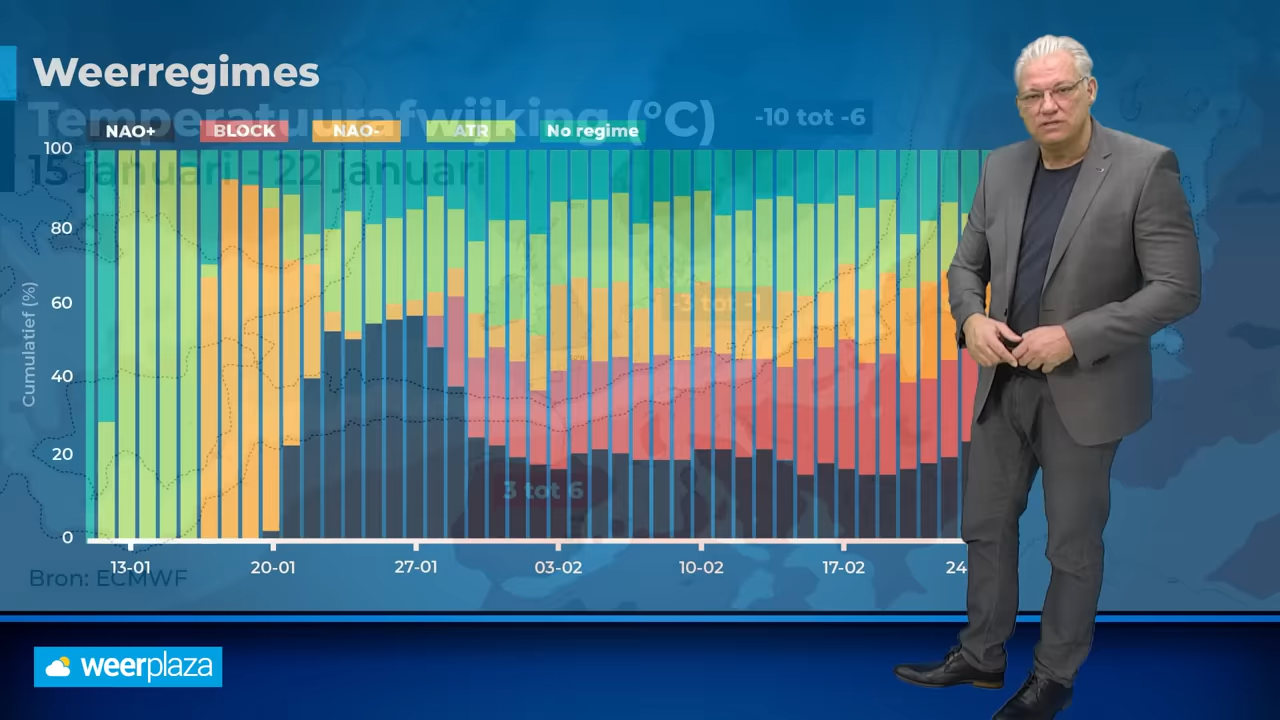 Weerregimes
Temperatuurafwijking (°C)
-10 tot -6
NAO+ BLOCK NAO- ATR No regime
15 januari - 22 januari
100
80
60
40
20
0
Cumulatief (%)
-3 tot -1
3 tot 6
13-01 20-01 27-01 03-02 10-02 17-02 24
Bron: ECMWF
weerplaza